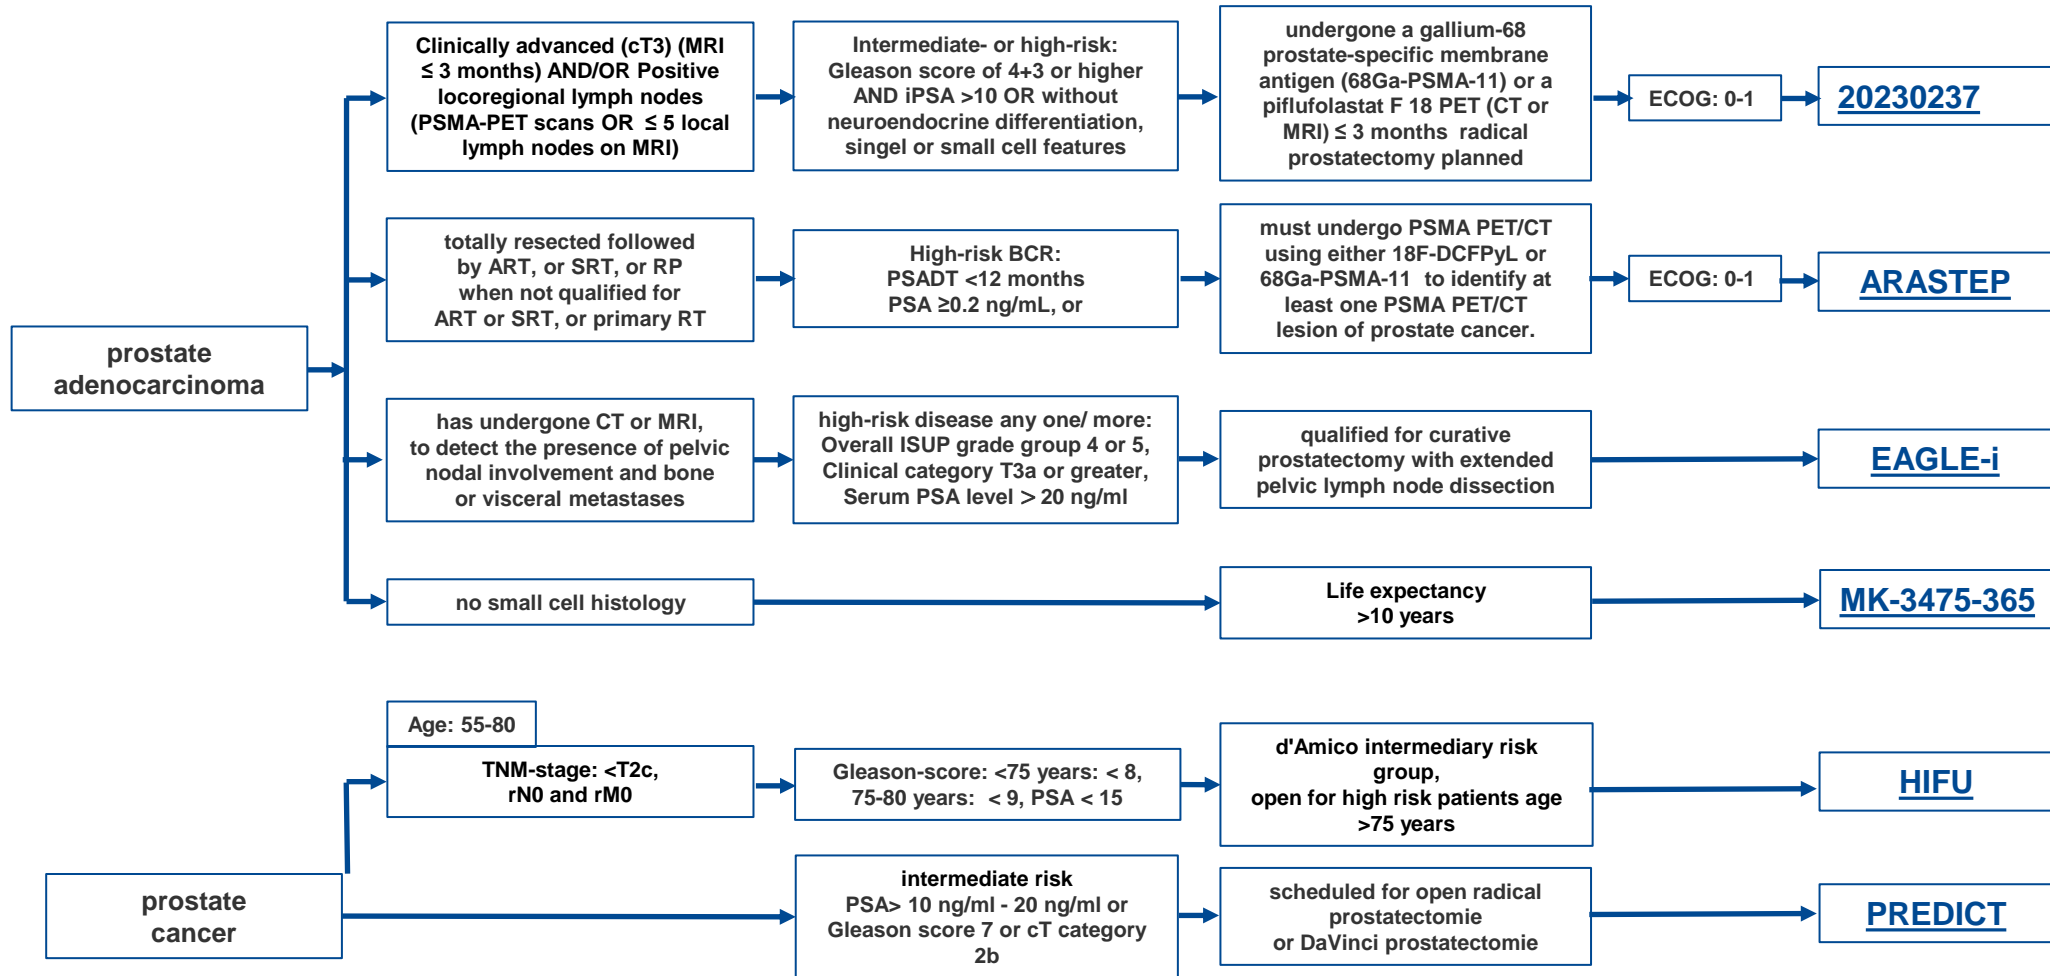 Clinically advanced (cT3) (MRI
≤ 3 months) AND/OR Positive
locoregional lymph nodes
(PSMA-PET scans OR ≤ 5 local
lymph nodes on MRI)
Intermediate- or high-risk:
Gleason score of 4+3 or higher
AND iPSA >10 OR without
neuroendocrine differentiation,
singel or small cell features
undergone a gallium-68
prostate-specific membrane
antigen (68Ga-PSMA-11) or a
piflufolastat F 18 PET (CT or
MRI) ≤ 3 months radical
prostatectomy planned
ECOG: 0-1
20230237
totally resected followed
by ART, or SRT, or RP
when not qualified for
ART or SRT, or primary RT
High-risk BCR:
PSADT <12 months
PSA ≥0.2 ng/mL, or
must undergo PSMA PET/CT
using either 18F-DCFPyL or
68Ga-PSMA-11 to identify at
least one PSMA PET/CT
lesion of prostate cancer.
ECOG: 0-1
ARASTEP
prostate
adenocarcinoma
has undergone CT or MRI,
to detect the presence of pelvic
nodal involvement and bone
or visceral metastases
high-risk disease any one/ more:
Overall ISUP grade group 4 or 5,
Clinical category T3a or greater,
Serum PSA level > 20 ng/ml
qualified for curative
prostatectomy with extended
pelvic lymph node dissection
EAGLE-i
no small cell histology
Life expectancy
>10 years
MK-3475-365
Age: 55-80
TNM-stage: <T2c,
rN0 and rM0
Gleason-score: <75 years: < 8,
75-80 years: < 9, PSA < 15
d'Amico intermediary risk
group,
open for high risk patients age
>75 years
HIFU
prostate
cancer
intermediate risk
PSA> 10 ng/ml - 20 ng/ml or
Gleason score 7 or cT category
2b
scheduled for open radical
prostatectomie
or DaVinci prostatectomie
PREDICT